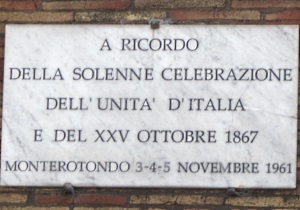 A RICORDO
DELLA SOLENNE CELEBRAZIONE
DELL'UNITA' D'ITALIA
E DEL XXV OTTOBRE 1867
MONTEROTONDO 3-4-5 NOVEMBRE 1961